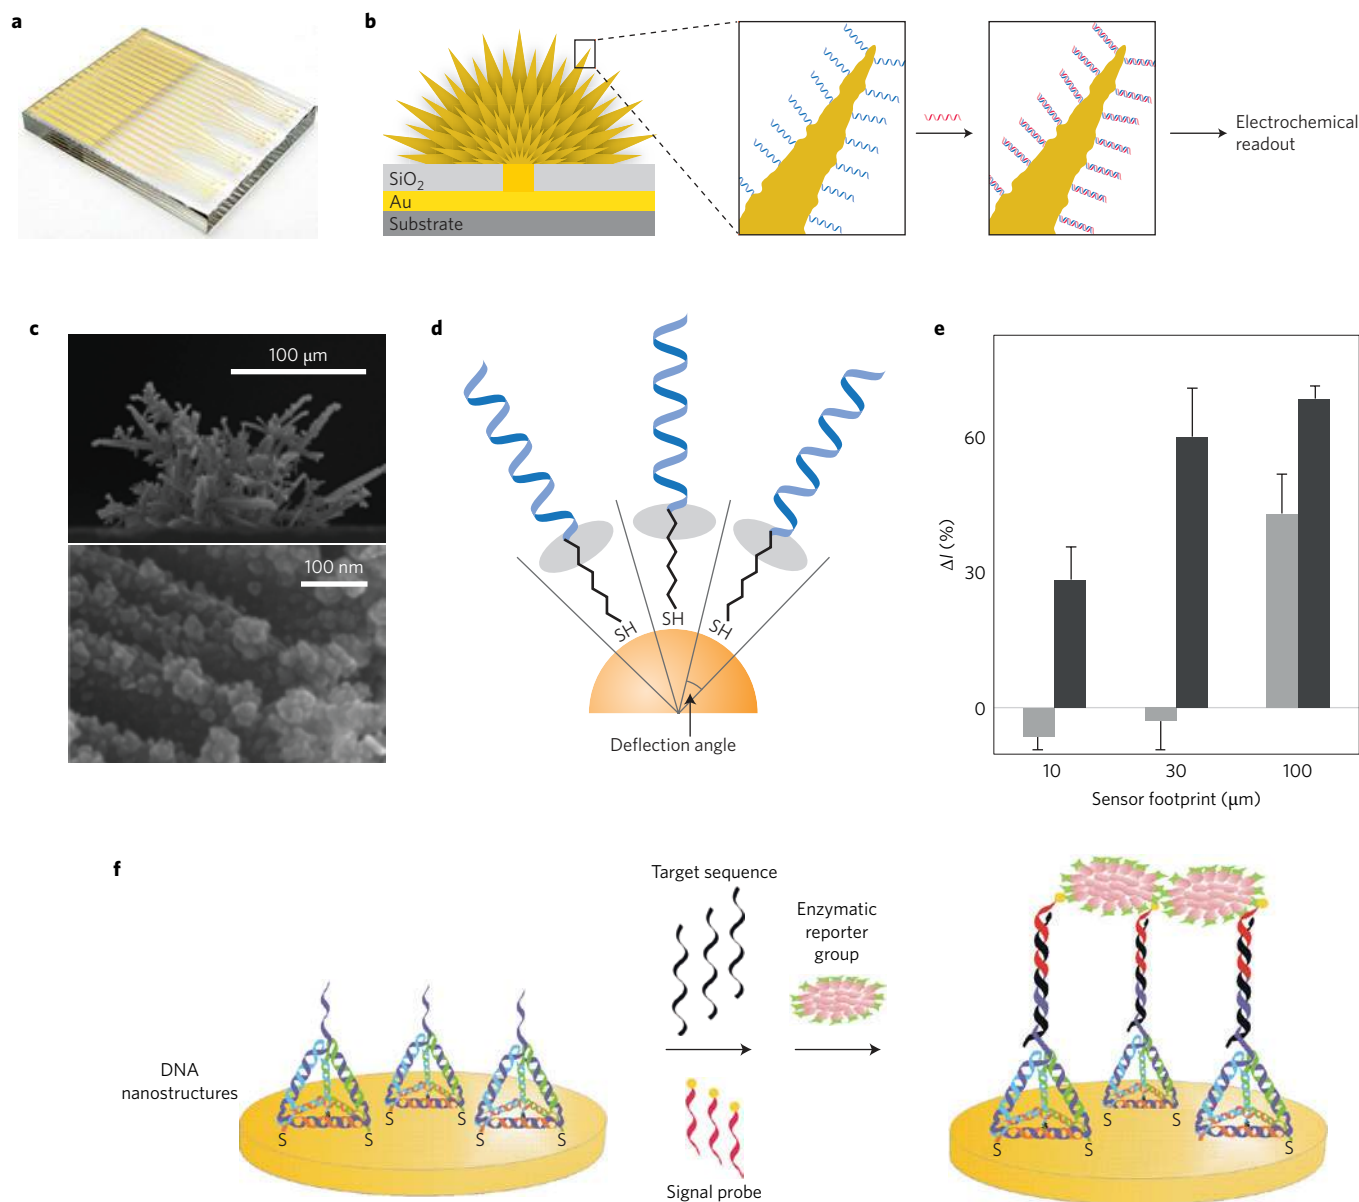 a
b
SiO2
Au
Substrate
Electrochemical
readout
c
100 μm
100 nm
d
SH
SH
SH
Deflection angle
e
ΔI (%)
60
30
0
10
30
100
Sensor footprint (μm)
f
DNA
nanostructures
S
S
S
S
S
S
Target sequence
Enzymatic
reporter
group
Signal probe
S
S
S
S
S
S